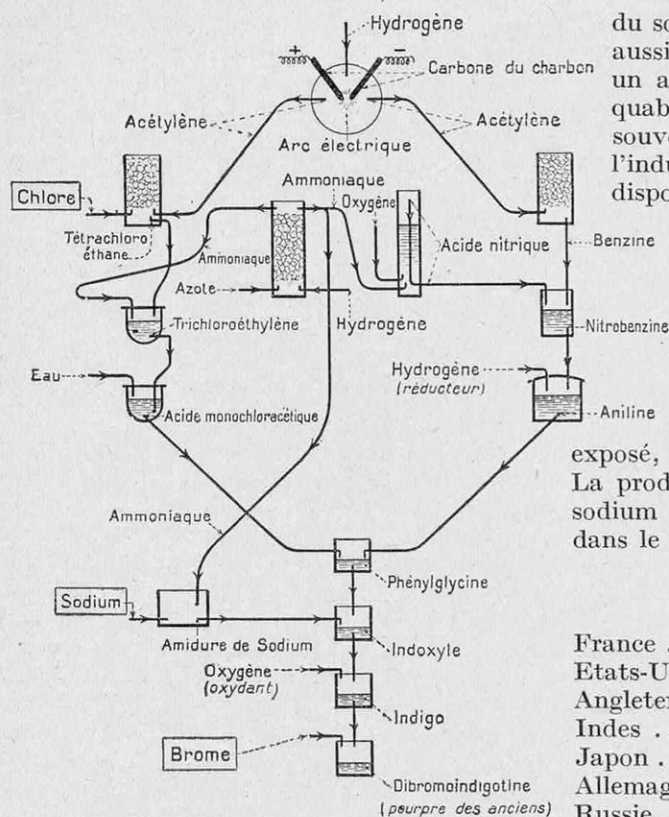 Hydrogène
+
−
Carbone du charbon
Acétylène
Acétylène
Arc électrique
Ammoniaque
Oxygène
Chlore
Tétrachloro
éthane
Ammoniaque
Acide nitrique
Benzine
Azote
Hydrogène
Trichloroéthylène
Nitrobenzine
Eau
Hydrogène
(réducteur)
Acide monochloracétique
Aniline
Ammoniaque
Phénylglycine
Sodium
Amidure de Sodium
Indoxyle
Oxygène
(oxydant)
Indigo
Brome
Dibromoindigotine
(pourpre des anciens)
du so
aussi
un a
quab
souve
l'indu
dispo
exposé,
La prod
sodium
dans le
France .
Etats-U
Angleter
Indes .
Japon .
Allemag
Russie